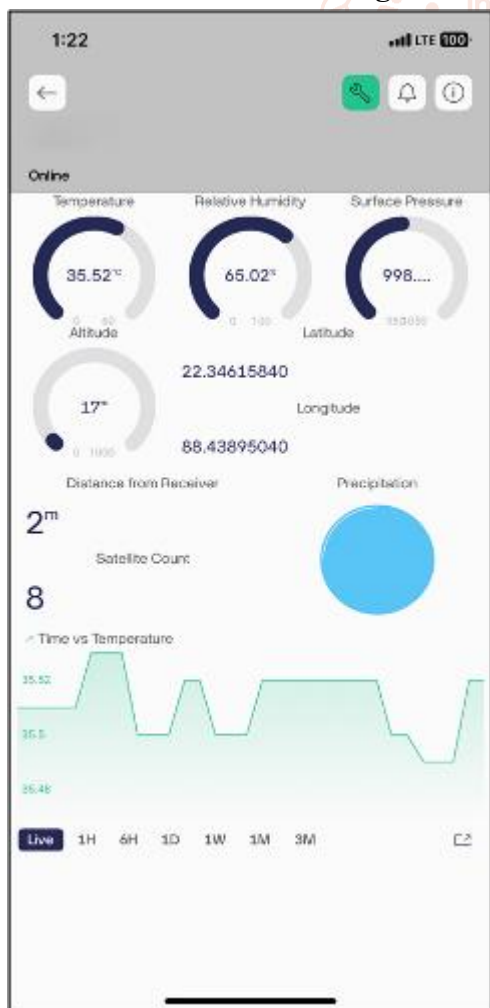 1:22 LTE 100
Online
Temperature Relative Humidity Surface Pressure
35.52°C 65.02% 998....
0 60 0 100
Altitude Latitude
22.34615840
17m Longitude
0 1000 88.43895040
Distance from Receiver Precipitation
2m
Satellite Count
8
Time vs Temperature
35.52
35.5
35.48
Live 1H 6H 1D 1W 1M 3M